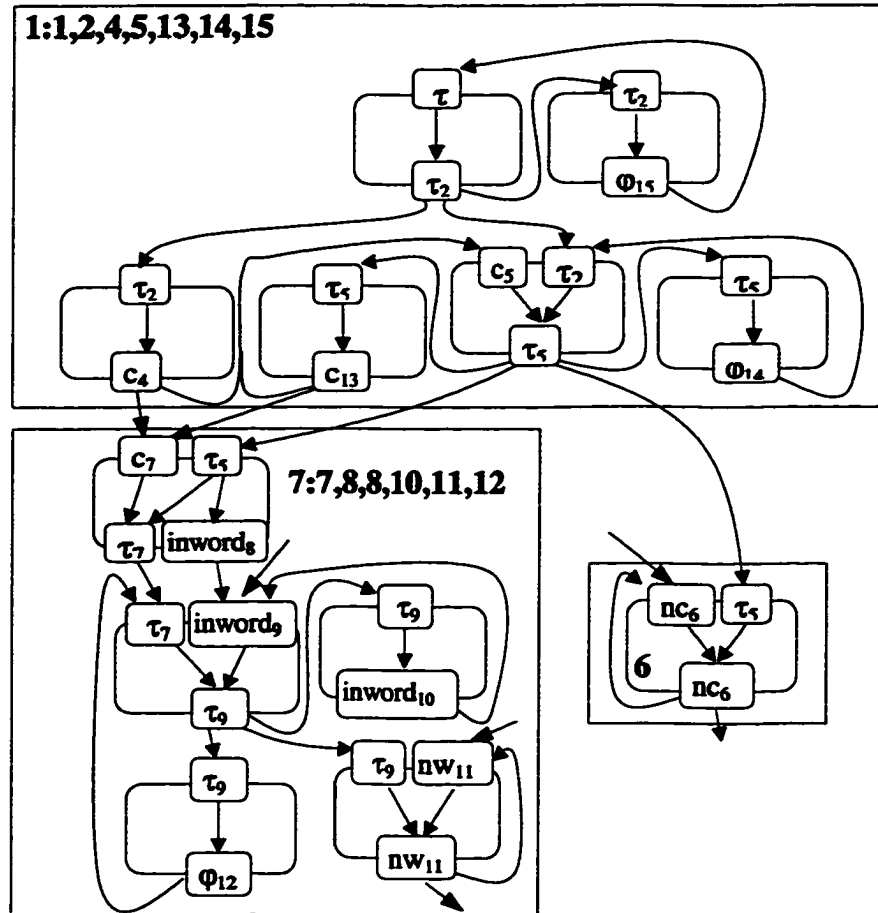 1:1,2,4,5,13,14,15
τ
τ₂
τ₂
φ₁₅
τ₂
c₄
τ₅
c₁₃
c₅
τ₂
τ₅
τ₅
φ₁₄
7:7,8,8,10,11,12
c₇
τ₅
τ₇
inword₈
τ₇
inword₉
τ₉
τ₉
inword₁₀
τ₉
φ₁₂
τ₉
nw₁₁
nw₁₁
nc₆
τ₅
6
nc₆